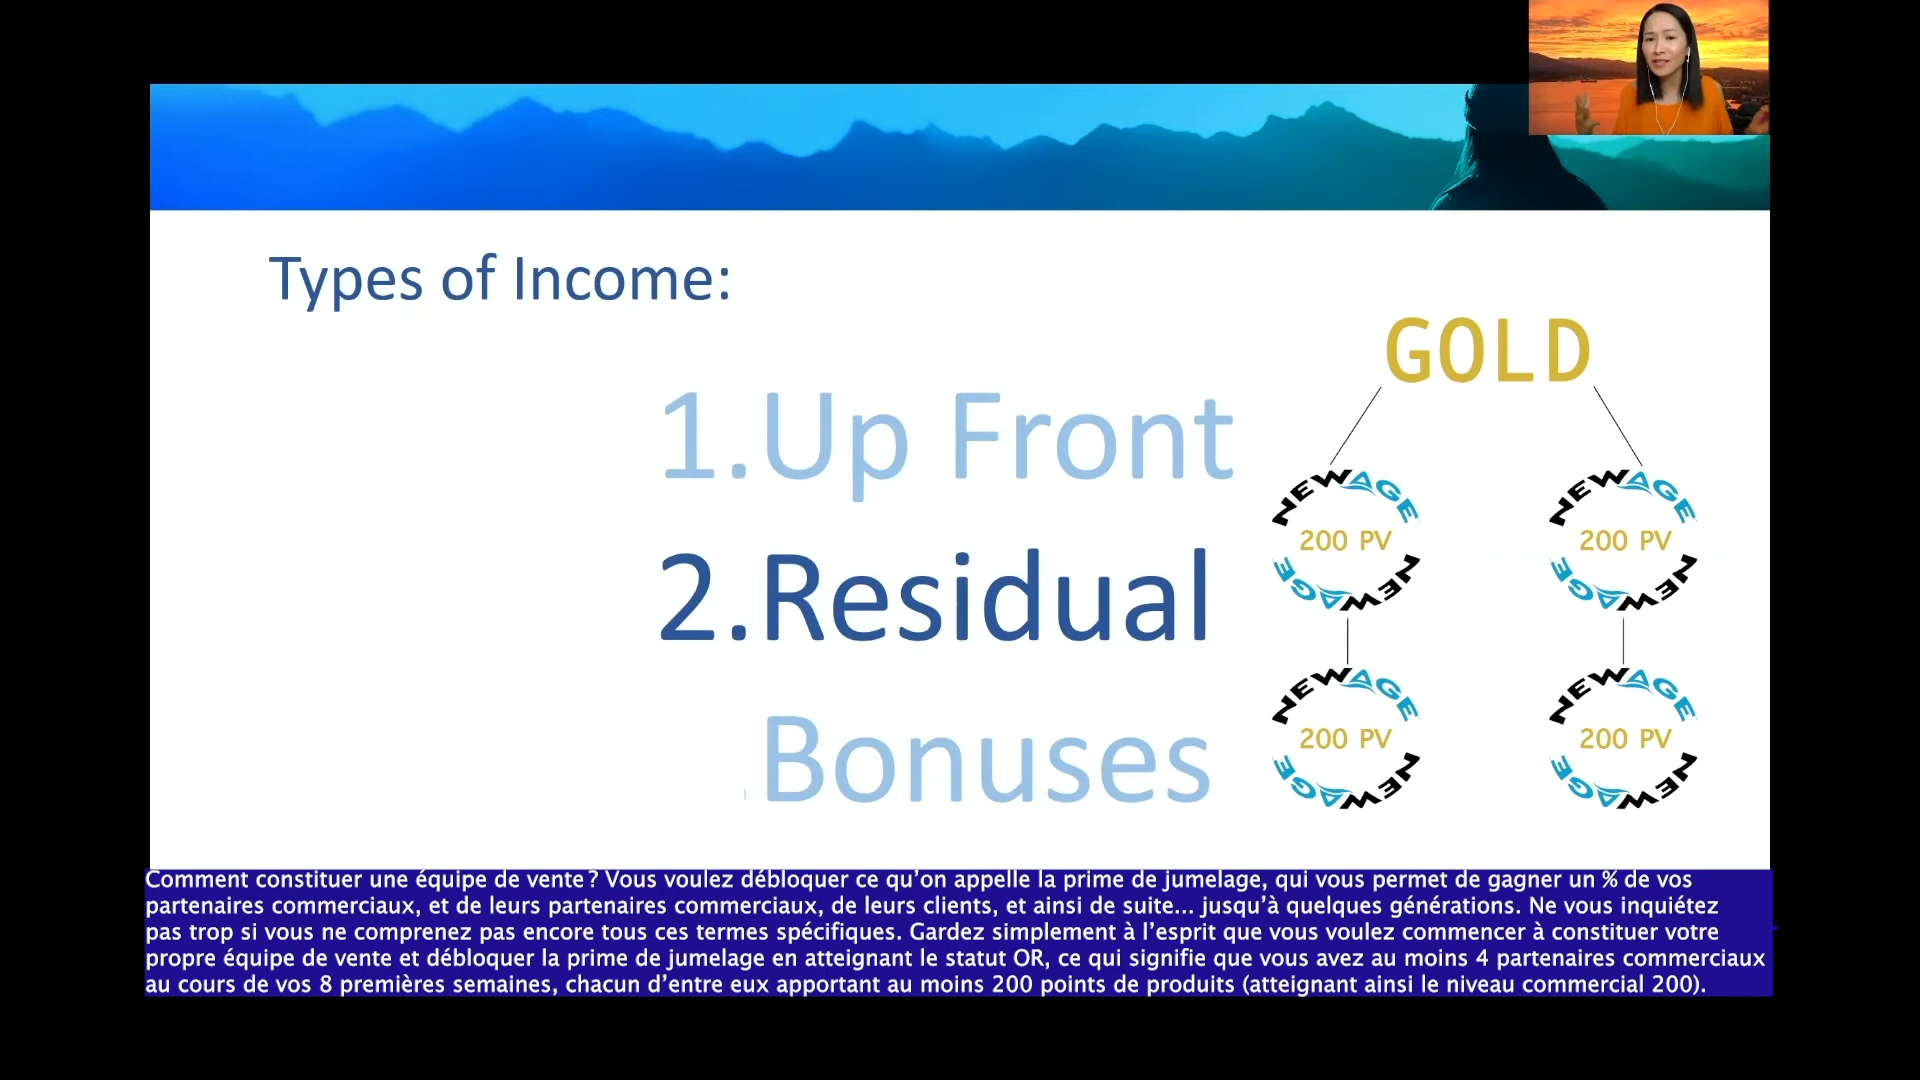 Types of Income:
GOLD
1.Up Front
NEWAGE NEWAGE
200 PV 200 PV
NEWAGE NEWAGE
2.Residual
NEWAGE NEWAGE
200 PV 200 PV
NEWAGE NEWAGE
Bonuses
Comment constituer une équipe de vente ? Vous voulez débloquer ce qu’on appelle la prime de jumelage, qui vous permet de gagner un % de vos
partenaires commerciaux, et de leurs partenaires commerciaux, de leurs clients, et ainsi de suite... jusqu’à quelques générations. Ne vous inquiétez
pas trop si vous ne comprenez pas encore tous ces termes spécifiques. Gardez simplement à l’esprit que vous voulez commencer à constituer votre
propre équipe de vente et débloquer la prime de jumelage en atteignant le statut OR, ce qui signifie que vous avez au moins 4 partenaires commerciaux
au cours de vos 8 premières semaines, chacun d’entre eux apportant au moins 200 points de produits (atteignant ainsi le niveau commercial 200).